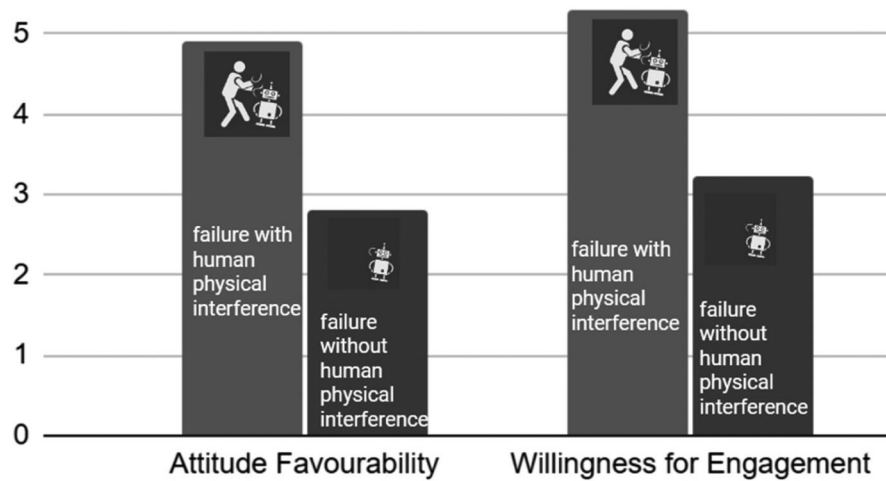 5
4
3
2
1
0
failure with
human
physical
interference
failure
without
human
physical
interference
failure with
human
physical
interference
failure
without
human
physical
interference
Attitude Favourability
Willingness for Engagement